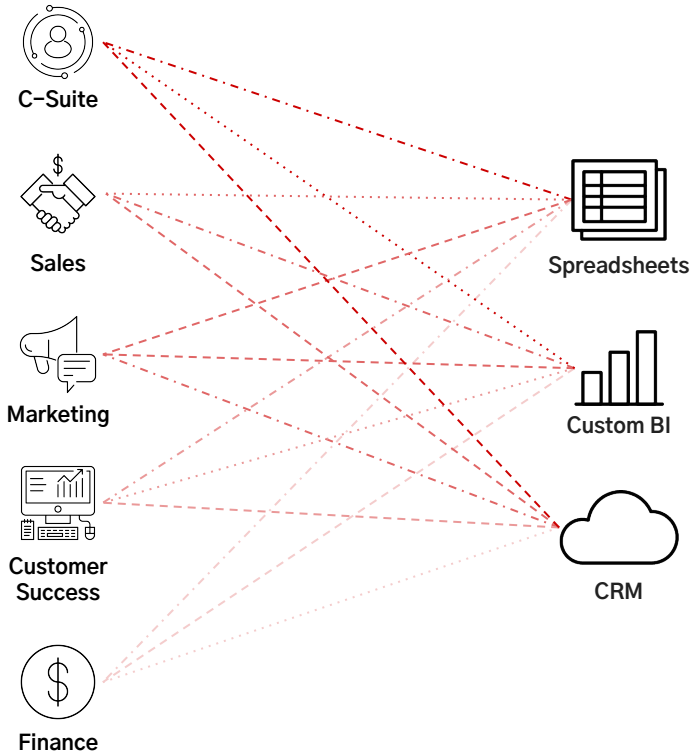 C-Suite
Sales
Marketing
Customer
Success
Finance
Spreadsheets
Custom BI
CRM